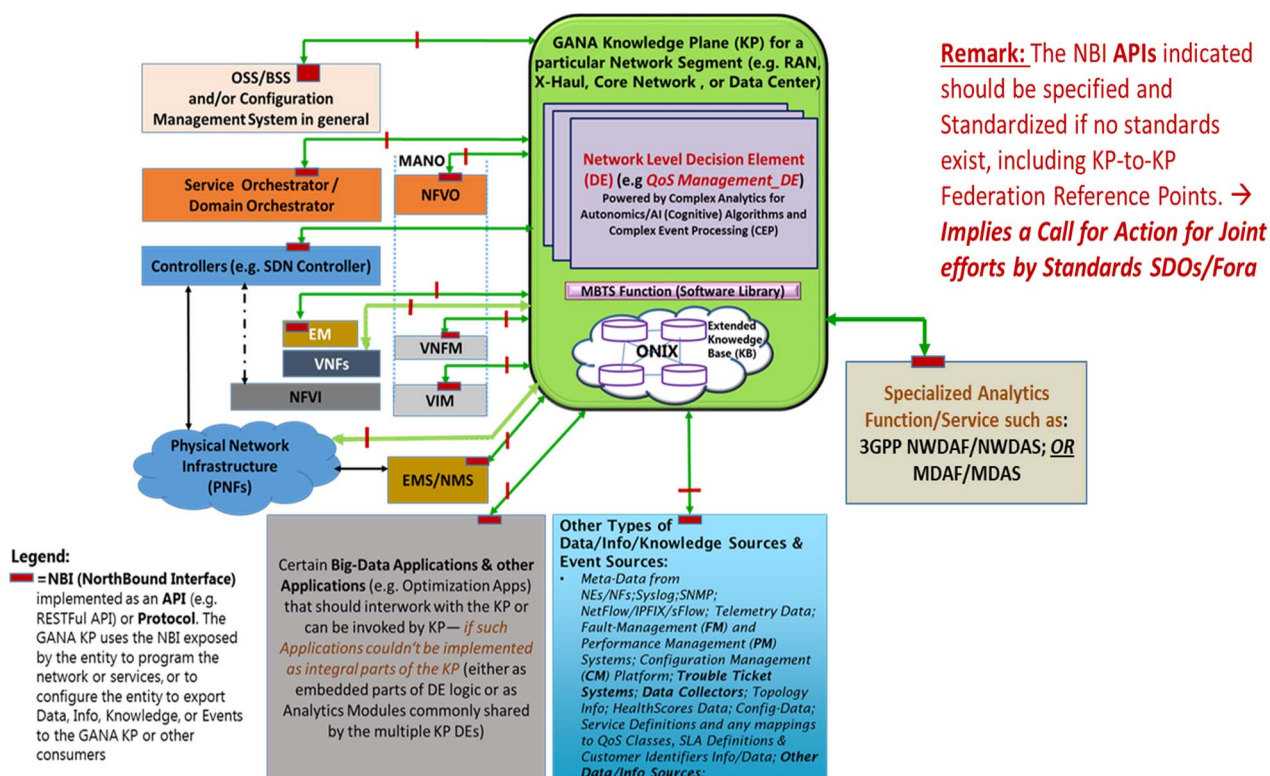 GANA Knowledge Plane (KP) for a
particular Network Segment (e.g. RAN,
X-Haul, Core Network , or Data Center)
Remark: The NBI APIs indicated
should be specified and
Standardized if no standards
exist, including KP-to-KP
Federation Reference Points. →
Implies a Call for Action for Joint
efforts by Standards SDOs/Fora
OSS/BSS
and/or Configuration
Management System in general
Service Orchestrator /
Domain Orchestrator
MANO
NFVO
Network Level Decision Element
(DE) (e.g QoS Management_DE)
Powered by Complex Analytics for
Autonomics/AI (Cognitive) Algorithms and
Complex Event Processing (CEP)
Controllers (e.g. SDN Controller)
MBTS Function (Software Library)
EM
VNFs
NFVI
VNFM
VIM
ONIX
Extended
Knowedge
Base (KB)
Specialized Analytics
Function/Service such as:
3GPP NWDAF/NWDAS; OR
MDAF/MDAS
Physical Network
Infrastructure
(PNFs)
EMS/NMS
Legend:
=NBI (NorthBound Interface)
implemented as an API (e.g.
RESTFul API) or Protocol. The
GANA KP uses the NBI exposed
by the entity to program the
network or services, or to
configure the entity to export
Data, Info, Knowledge, or Events
to the GANA KP or other
consumers
Certain Big-Data Applications & other
Applications (e.g. Optimization Apps)
that should interwork with the KP or
can be invoked by KP— if such
Applications couldn't be implemented
as integral parts of the KP (either as
embedded parts of DE logic or as
Analytics Modules commonly shared
by the multiple KP DEs)
Other Types of
Data/Info/Knowledge Sources &
Event Sources:
• Meta-Data from
NEs/NFs;Syslog;SNMP;
NetFlow/IPFIX/sFlow; Telemetry Data;
Fault-Management (FM) and
Performance Management (PM)
Systems; Configuration Management
(CM) Platform; Trouble Ticket
Systems; Data Collectors; Topology
Info; HealthScores Data; Config-Data;
Service Definitions and any mappings
to QoS Classes, SLA Definitions &
Customer Identifiers Info/Data; Other
Data/Info Sources;